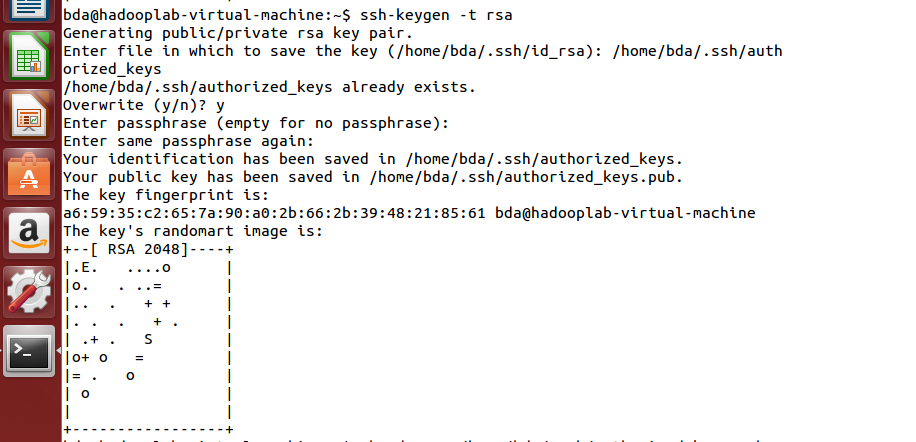 bda@hadooplab-virtual-machine:~$ ssh-keygen -t rsa
Generating public/private rsa key pair.
Enter file in which to save the key (/home/bda/.ssh/id_rsa): /home/bda/.ssh/auth
orized_keys
/home/bda/.ssh/authorized_keys already exists.
Overwrite (y/n)? y
Enter passphrase (empty for no passphrase):
Enter same passphrase again:
Your identification has been saved in /home/bda/.ssh/authorized_keys.
Your public key has been saved in /home/bda/.ssh/authorized_keys.pub.
The key fingerprint is:
a6:59:35:c2:65:7a:90:a0:2b:66:2b:39:48:21:85:61 bda@hadooplab-virtual-machine
The key's randomart image is:
+--[ RSA 2048]----+
|.E.   ....o      |
|o.   . ..=       |
|..  .   + +      |
|. .  .   + .     |
| .+ .   S        |
|o+ o   =         |
|= .   o          |
| o               |
|                 |
+-----------------+